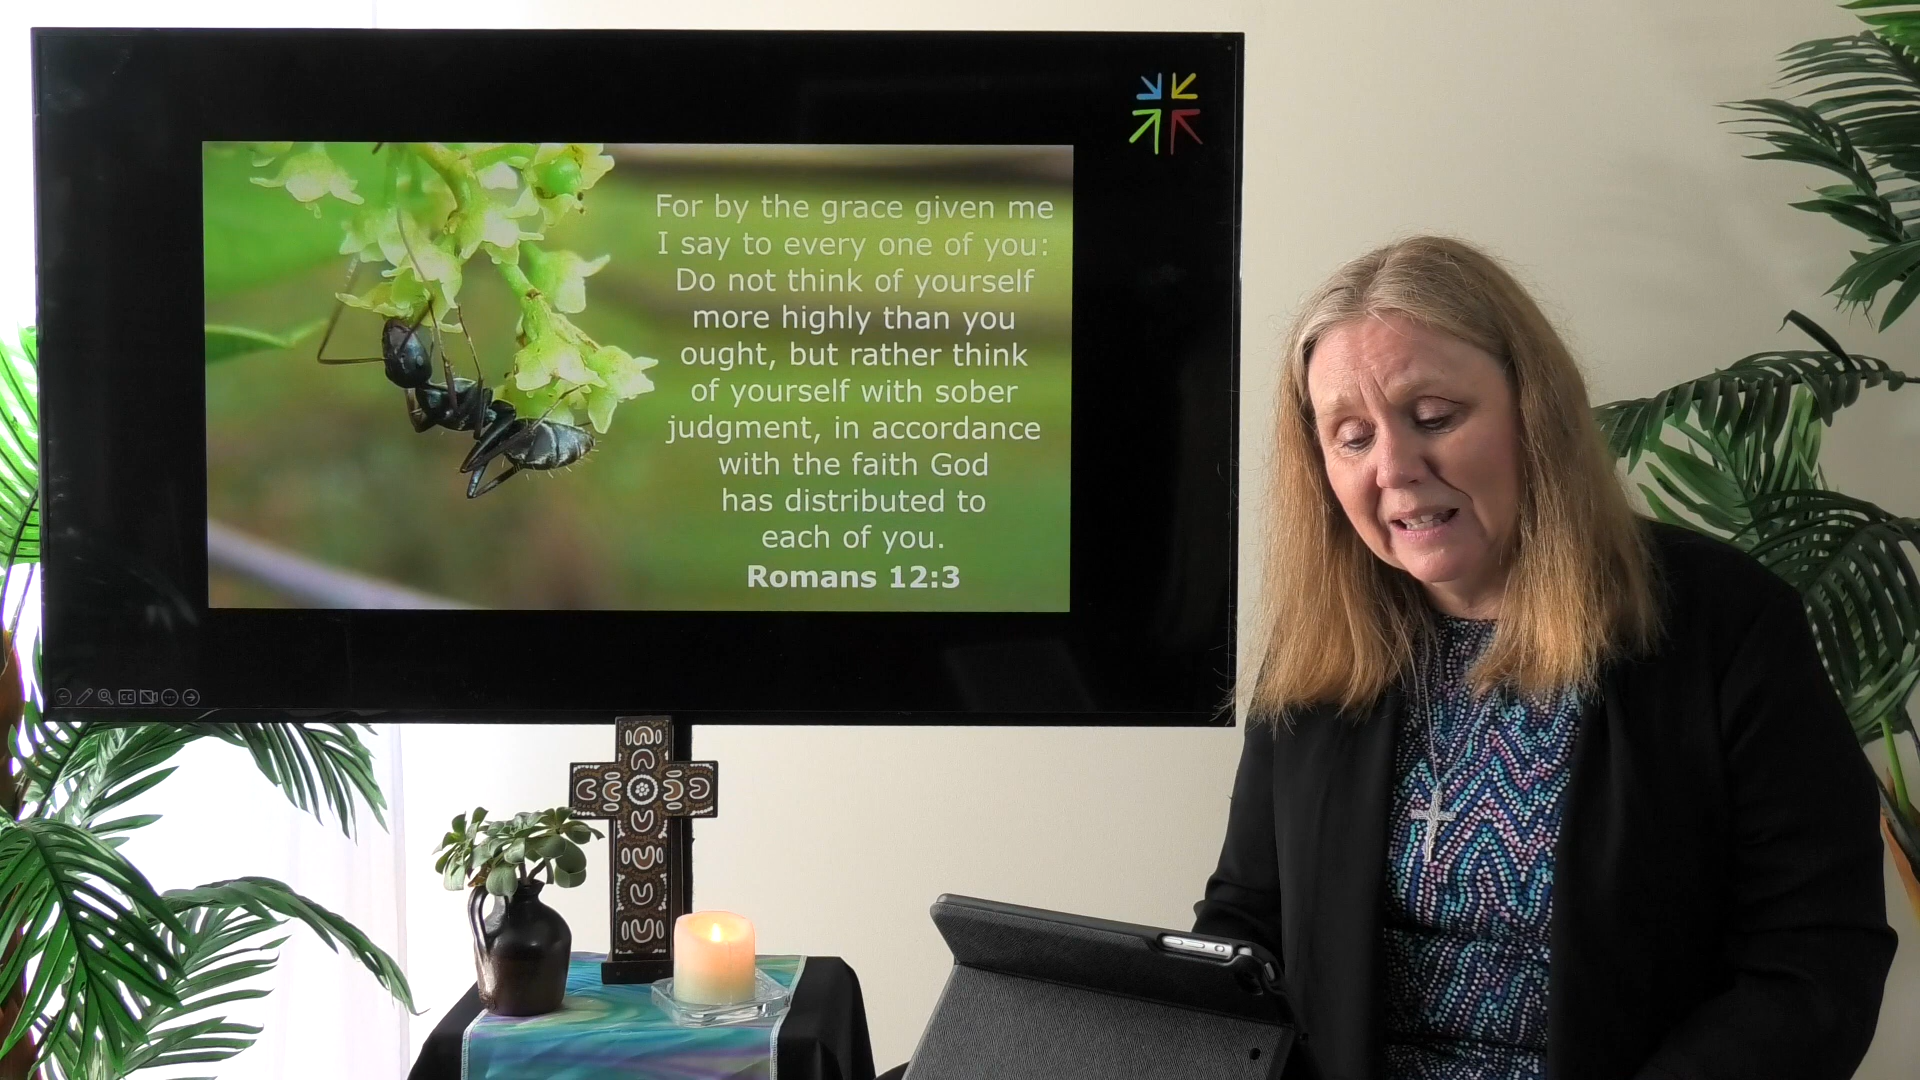 For by the grace given me
I say to every one of you:
Do not think of yourself
more highly than you
ought, but rather think
of yourself with sober
judgment, in accordance
with the faith God
has distributed to
each of you.
Romans 12:3
CC